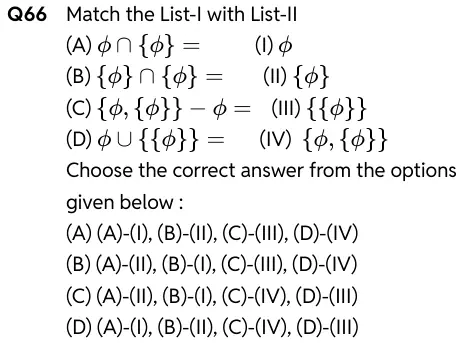 Q66 Match the List-I with List-II
(A) ϕ ∩ {ϕ} = (I) ϕ
(B) {ϕ} ∩ {ϕ} = (II) {ϕ}
(C) {ϕ, {ϕ}} − ϕ = (III) {{ϕ}}
(D) ϕ ∪ {{ϕ}} = (IV) {ϕ, {ϕ}}
Choose the correct answer from the options
given below :
(A) (A)-(I), (B)-(II), (C)-(III), (D)-(IV)
(B) (A)-(II), (B)-(I), (C)-(III), (D)-(IV)
(C) (A)-(II), (B)-(I), (C)-(IV), (D)-(III)
(D) (A)-(I), (B)-(II), (C)-(IV), (D)-(III)